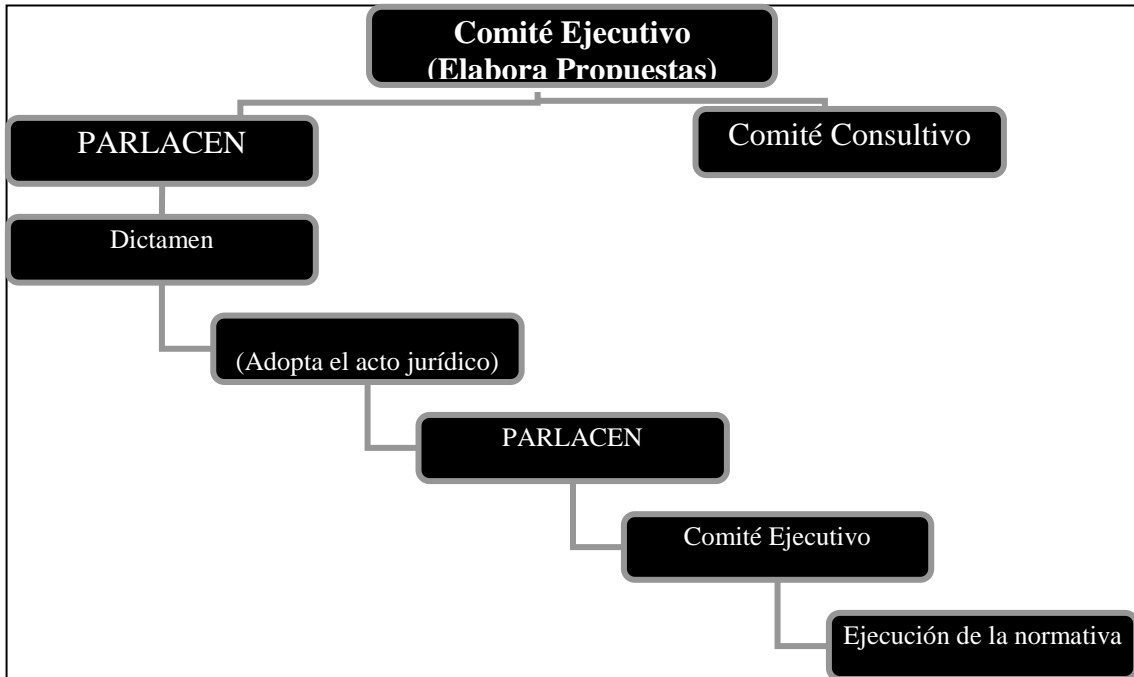 Comité Ejecutivo
(Elabora Propuestas)
PARLACEN
Comité Consultivo
Dictamen
(Adopta el acto jurídico)
PARLACEN
Comité Ejecutivo
Ejecución de la normativa